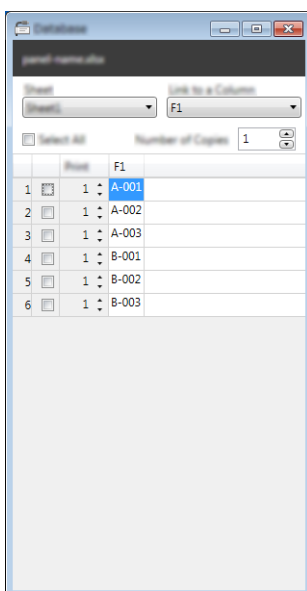 Database
panel-name.xlsx
Sheet Link to a Column
Sheet1 F1
Select All Number of Copies 1
Print F1
1 1 A-001
2 1 A-002
3 1 A-003
4 1 B-001
5 1 B-002
6 1 B-003